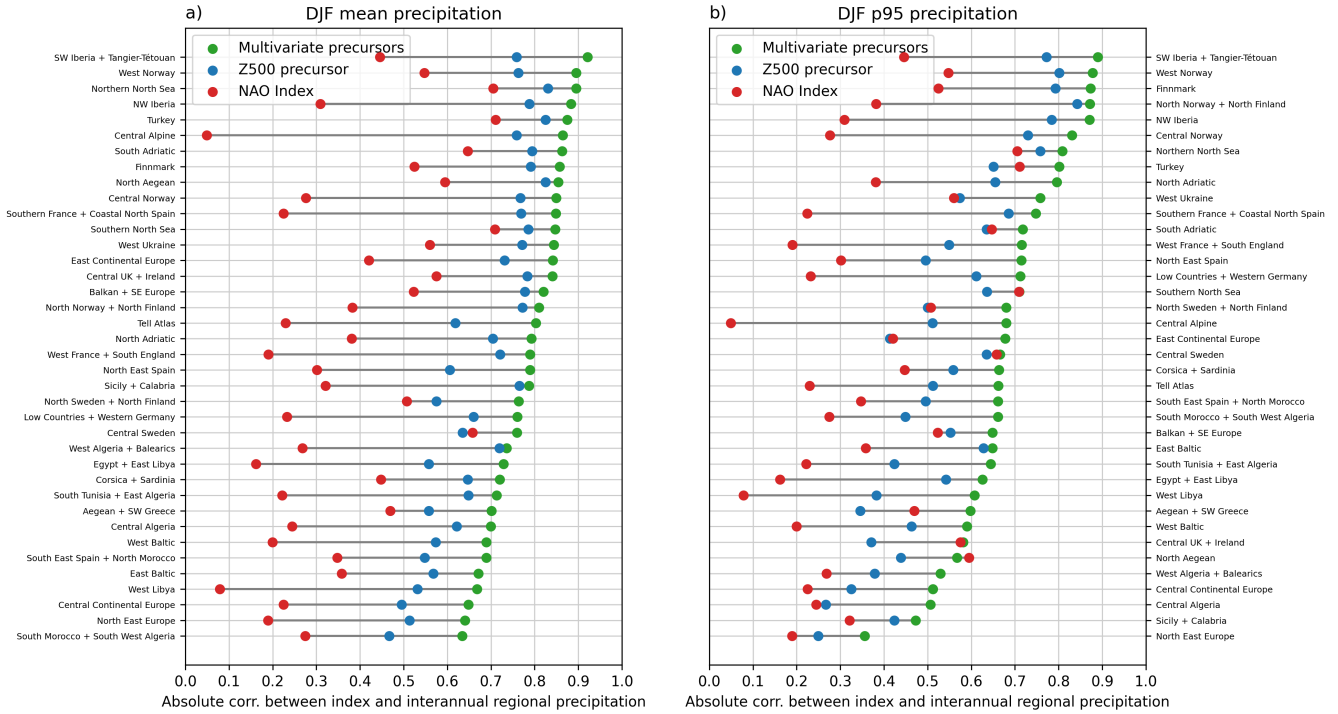 a)
DJF mean precipitation
Multivariate precursors
Z500 precursor
NAO Index
SW Iberia + Tangier-Tétouan
West Norway
Northern North Sea
NW Iberia
Turkey
Central Alpine
South Adriatic
Finnmark
North Aegean
Central Norway
Southern France + Coastal North Spain
Southern North Sea
West Ukraine
East Continental Europe
Central UK + Ireland
Balkan + SE Europe
North Norway + North Finland
Tell Atlas
North Adriatic
West France + South England
North East Spain
Sicily + Calabria
North Sweden + North Finland
Low Countries + Western Germany
Central Sweden
West Algeria + Balearics
Egypt + East Libya
Corsica + Sardinia
South Tunisia + East Algeria
Aegean + SW Greece
Central Algeria
West Baltic
South East Spain + North Morocco
East Baltic
West Libya
Central Continental Europe
North East Europe
South Morocco + South West Algeria
0.0 0.1 0.2 0.3 0.4 0.5 0.6 0.7 0.8 0.9 1.0
Absolute corr. between index and interannual regional precipitation
b)
DJF p95 precipitation
Multivariate precursors
Z500 precursor
NAO Index
SW Iberia + Tangier-Tétouan
West Norway
Finnmark
North Norway + North Finland
NW Iberia
Central Norway
Northern North Sea
Turkey
North Adriatic
West Ukraine
Southern France + Coastal North Spain
South Adriatic
West France + South England
North East Spain
Low Countries + Western Germany
Southern North Sea
North Sweden + North Finland
Central Alpine
East Continental Europe
Central Sweden
Corsica + Sardinia
Tell Atlas
South East Spain + North Morocco
South Morocco + South West Algeria
Balkan + SE Europe
East Baltic
South Tunisia + East Algeria
Egypt + East Libya
West Libya
Aegean + SW Greece
West Baltic
Central UK + Ireland
North Aegean
West Algeria + Balearics
Central Continental Europe
Central Algeria
Sicily + Calabria
North East Europe
0.0 0.1 0.2 0.3 0.4 0.5 0.6 0.7 0.8 0.9 1.0
Absolute corr. between index and interannual regional precipitation